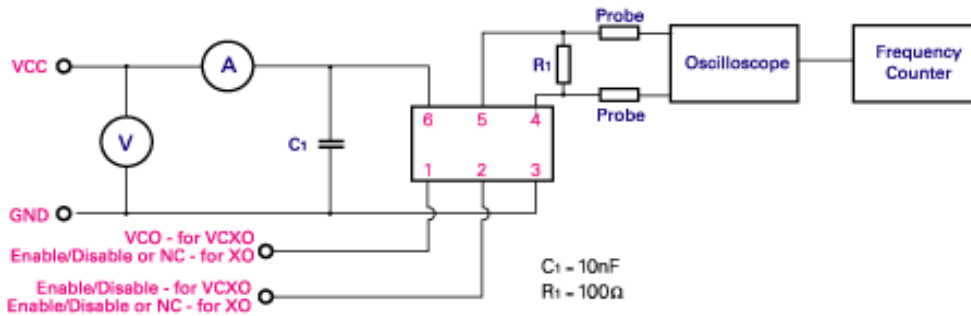 Probe
VCC
A
R1
Oscilloscope
Frequency
Counter
Probe
6 5 4
V
C1
1 2 3
GND
VCO - for VCXO
Enable/Disable or NC - for XO
Enable/Disable - for VCXO
Enable/Disable or NC - for XO
C1 - 10nF
R1 - 100Ω